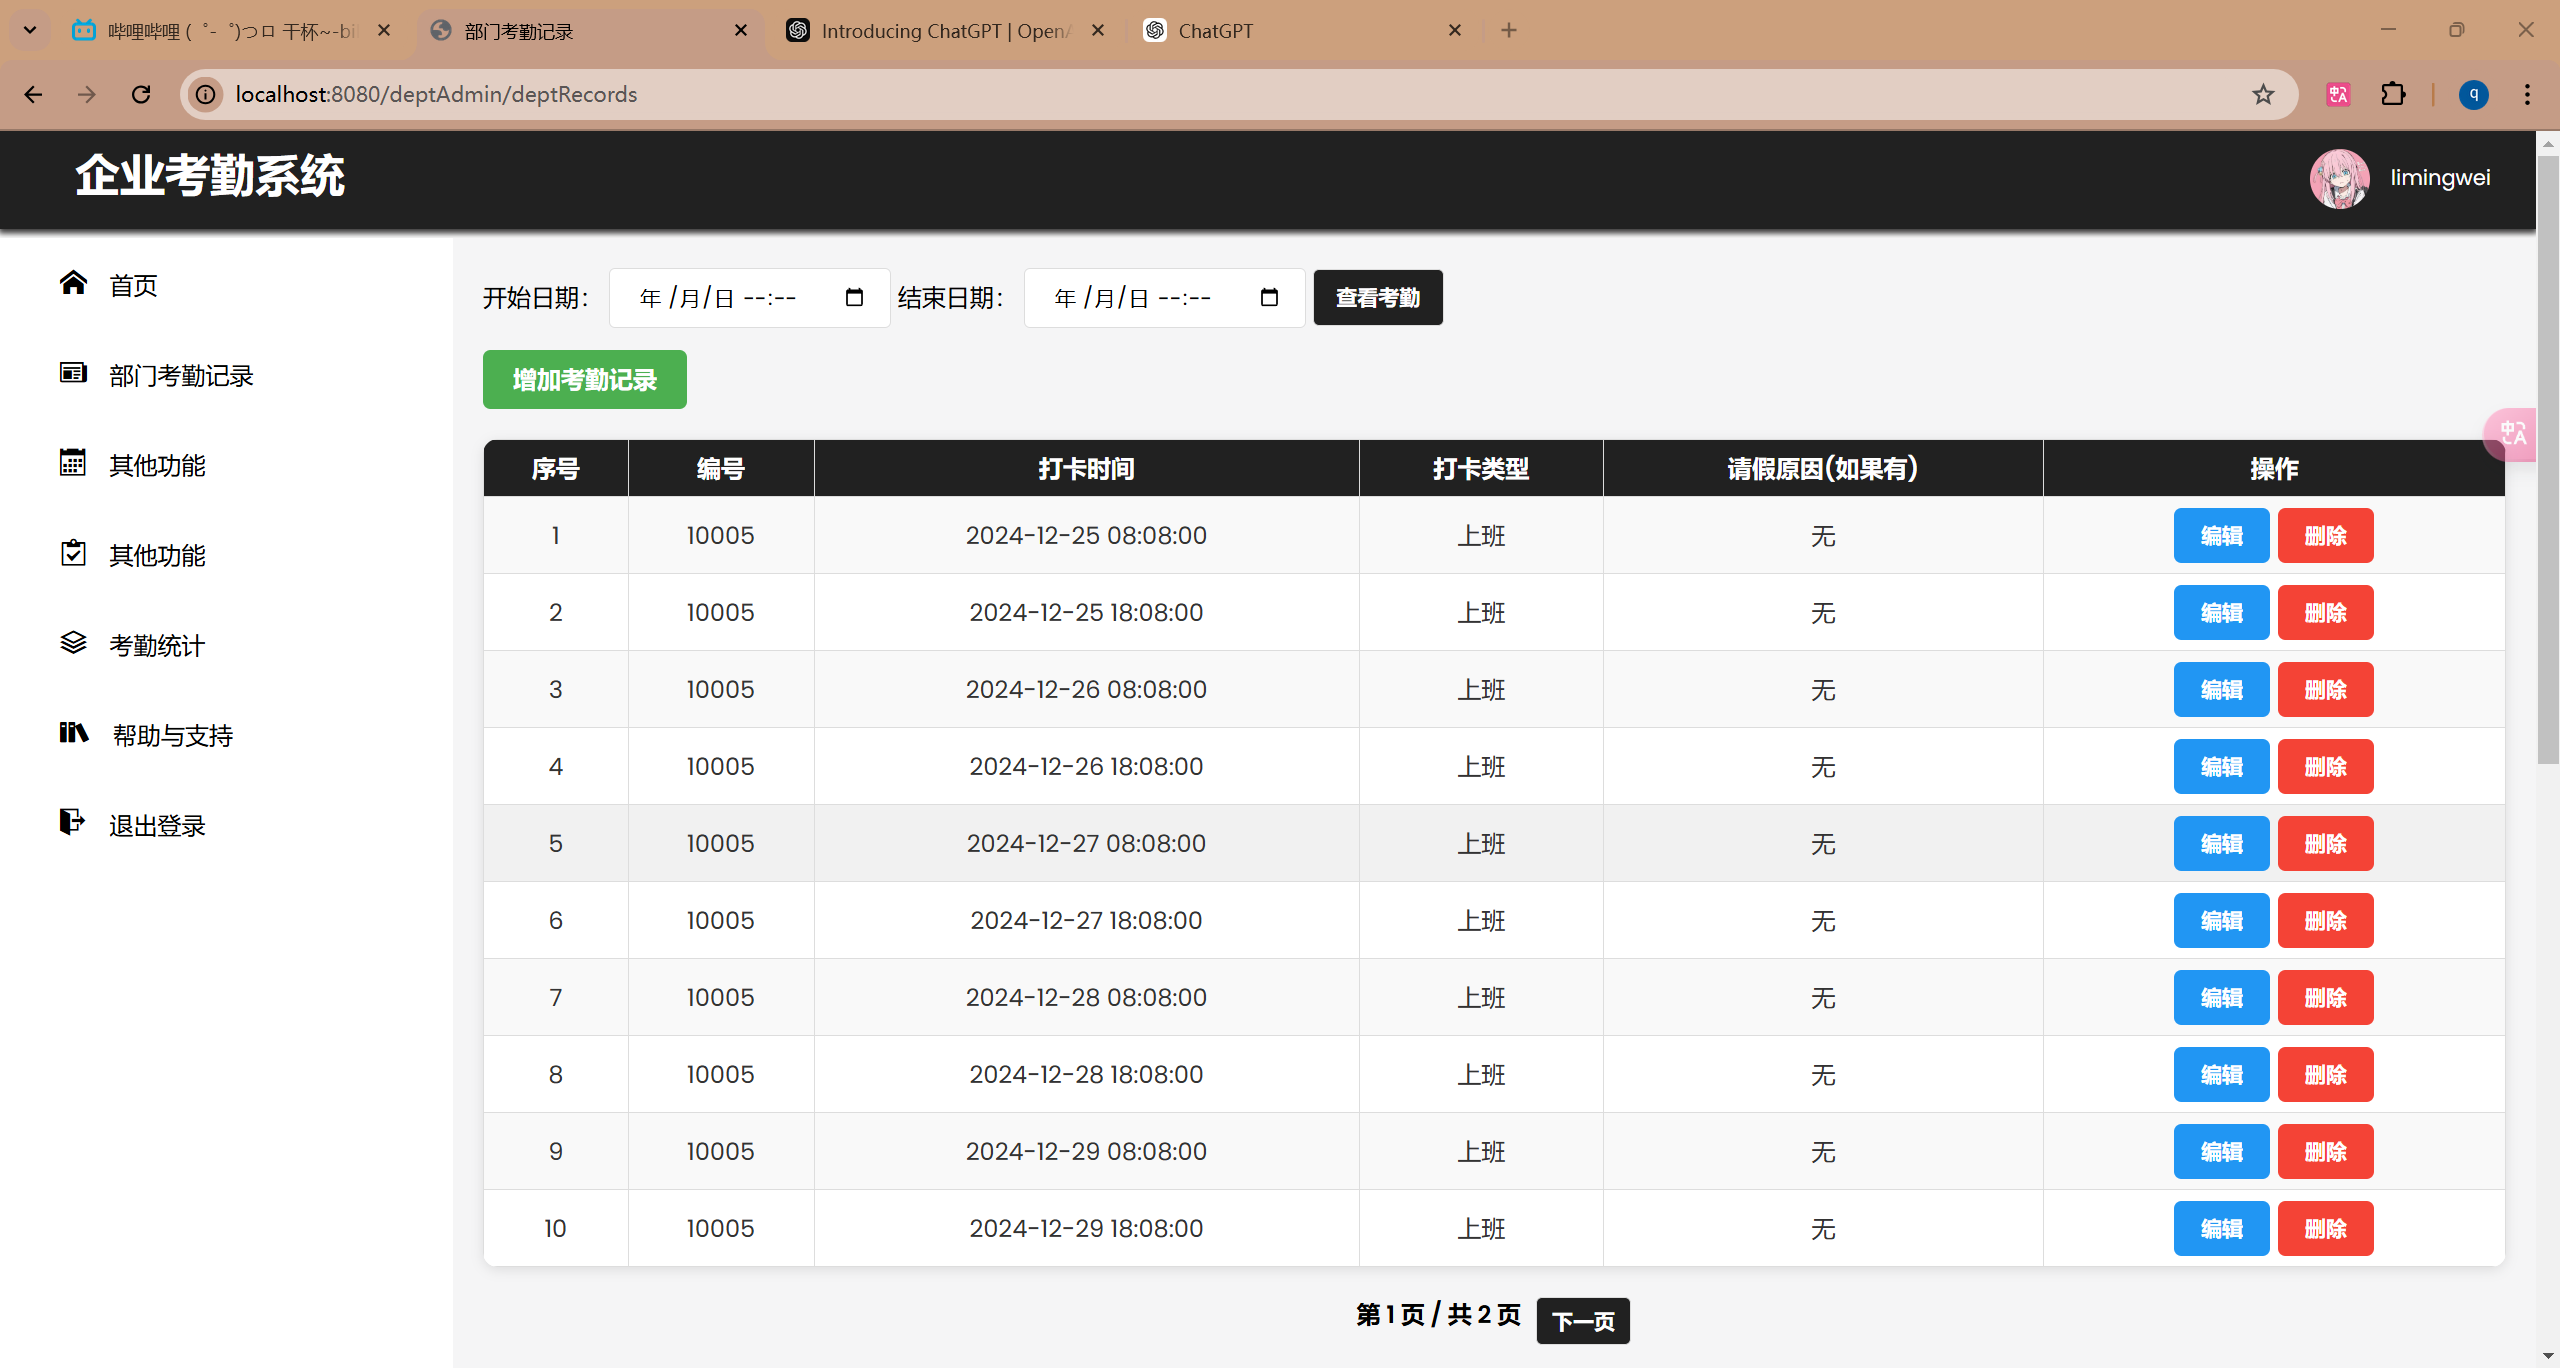 哔哩哔哩 (゜-゜)つロ 干杯~-bi
部门考勤记录
Introducing ChatGPT | OpenA
ChatGPT
localhost:8080/deptAdmin/deptRecords
中A
q
企业考勤系统
limingwei
首页
部门考勤记录
其他功能
其他功能
考勤统计
帮助与支持
退出登录
开始日期： 年 /月/日 --:-- 结束日期： 年 /月/日 --:-- 查看考勤
增加考勤记录
中A
序号 编号 打卡时间 打卡类型 请假原因(如果有) 操作
1 10005 2024-12-25 08:08:00 上班 无 编辑 删除
2 10005 2024-12-25 18:08:00 上班 无 编辑 删除
3 10005 2024-12-26 08:08:00 上班 无 编辑 删除
4 10005 2024-12-26 18:08:00 上班 无 编辑 删除
5 10005 2024-12-27 08:08:00 上班 无 编辑 删除
6 10005 2024-12-27 18:08:00 上班 无 编辑 删除
7 10005 2024-12-28 08:08:00 上班 无 编辑 删除
8 10005 2024-12-28 18:08:00 上班 无 编辑 删除
9 10005 2024-12-29 08:08:00 上班 无 编辑 删除
10 10005 2024-12-29 18:08:00 上班 无 编辑 删除
第 1 页 / 共 2 页 下一页